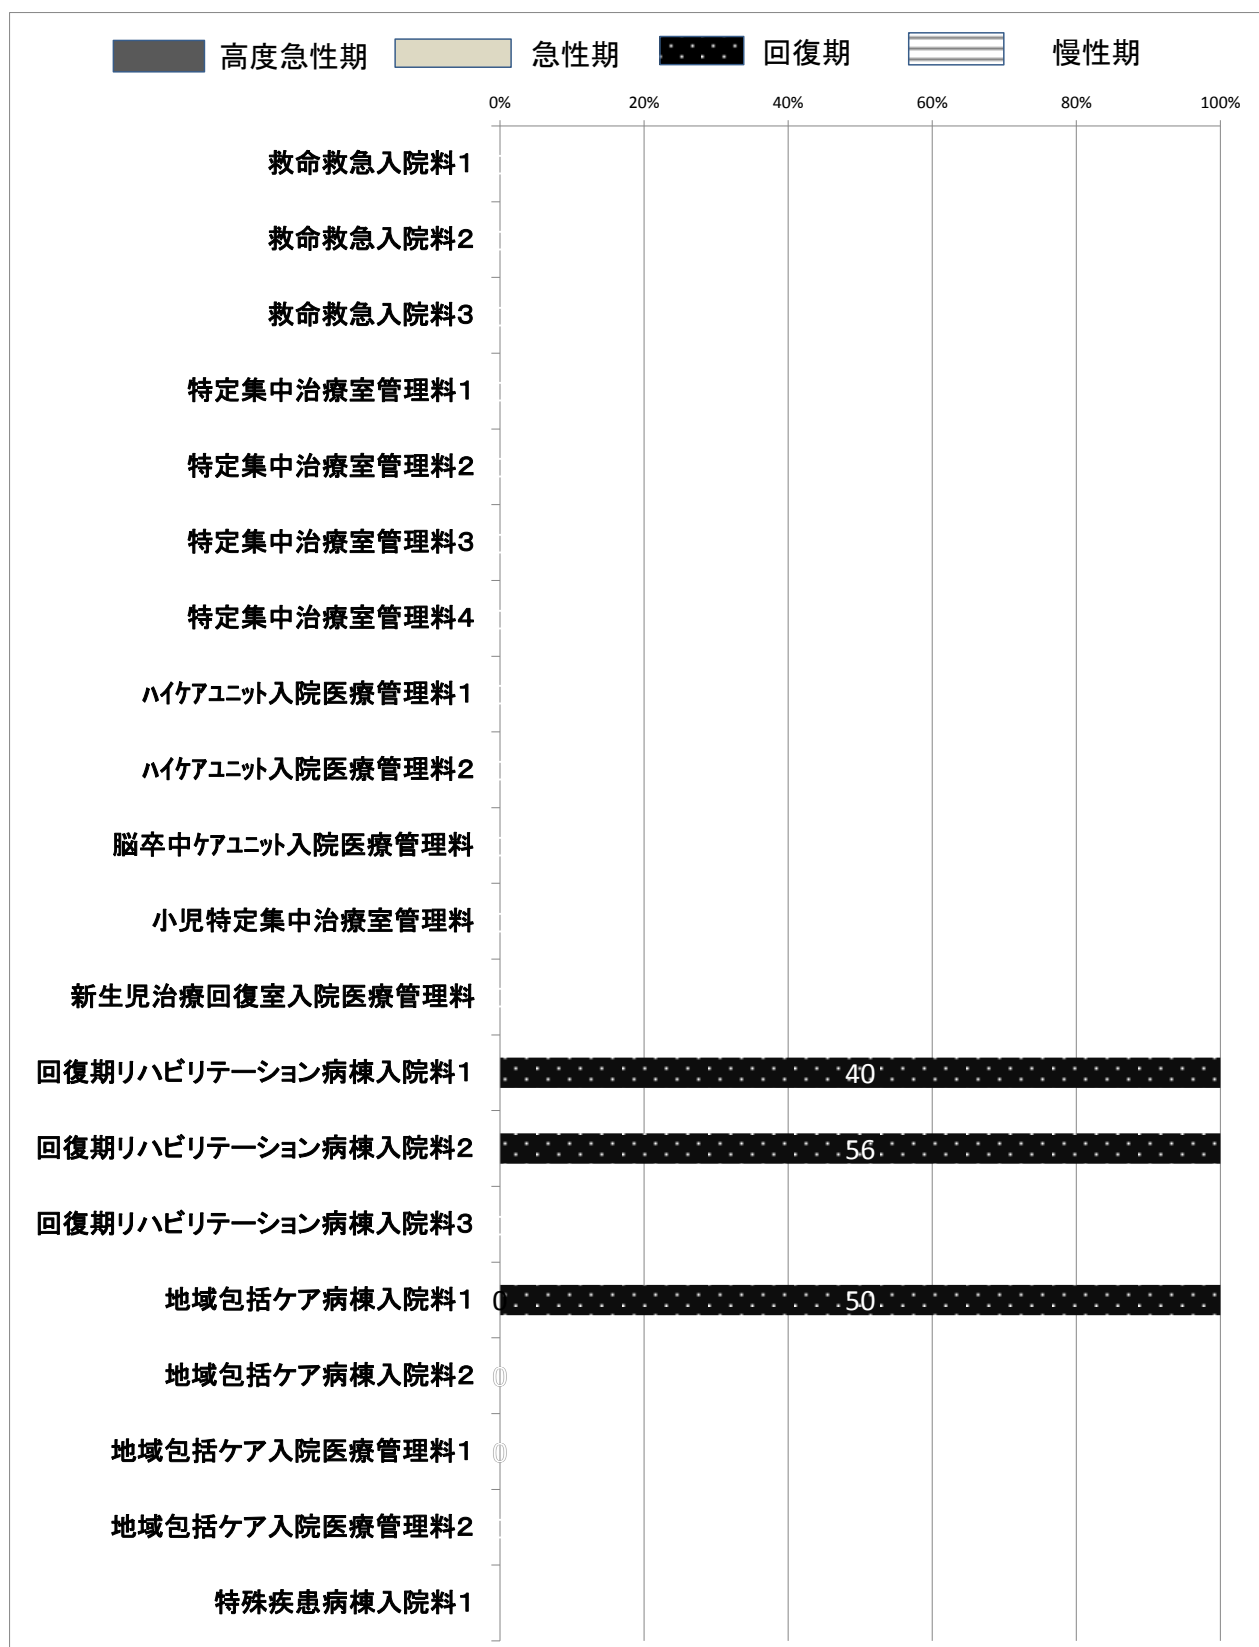 高度急性期 急性期 回復期 慢性期
0% 20% 40% 60% 80% 100%
救命救急入院料1
救命救急入院料2
救命救急入院料3
特定集中治療室管理料1
特定集中治療室管理料2
特定集中治療室管理料3
特定集中治療室管理料4
ﾊｲｹｱﾕﾆｯﾄ入院医療管理料1
ﾊｲｹｱﾕﾆｯﾄ入院医療管理料2
脳卒中ｹｱﾕﾆｯﾄ入院医療管理料
小児特定集中治療室管理料
新生児治療回復室入院医療管理料
回復期リハビリテーション病棟入院料1 40
回復期リハビリテーション病棟入院料2 56
回復期リハビリテーション病棟入院料3
地域包括ケア病棟入院料1 0 50
地域包括ケア病棟入院料2 0
地域包括ケア入院医療管理料1 0
地域包括ケア入院医療管理料2
特殊疾患病棟入院料1